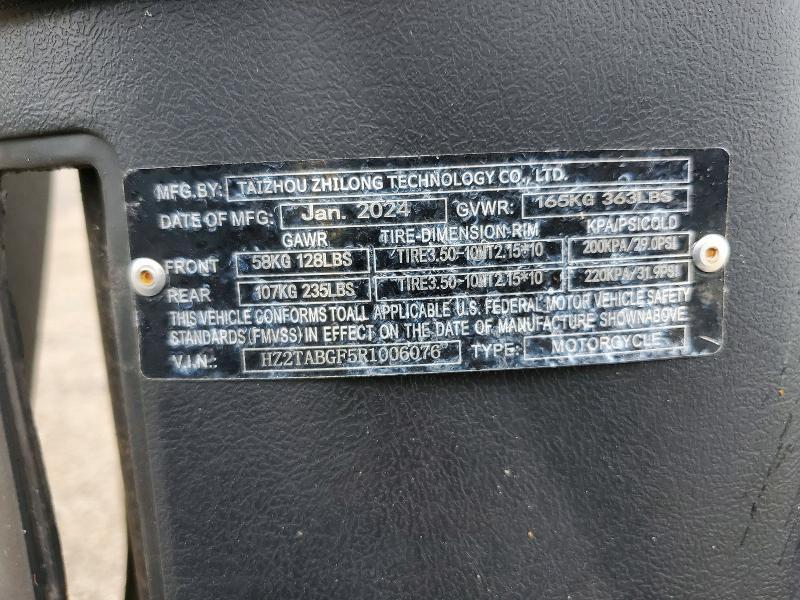 MFG.BY: TAIZHOU ZHILONG TECHNOLOGY CO., LTD.
DATE OF MFG: Jan. 2024 GVWR: 165KG 363LBS
GAWR TIRE-DIMENSION-RIM KPA/PSICOLD
FRONT 58KG 128LBS TIRE3.50-10MT2.15*10 200KPA/29.0PSI
REAR 107KG 235LBS TIRE3.50-10MT2.15*10 220KPA/31.9PSI
THIS VEHICLE CONFORMS TOALL APPLICABLE U.S. FEDERAL MOTOR VEHICLE SAFETY
STANDARDS (FMVSS) IN EFFECT ON THE DATE OF MANUFACTURE SHOWNABOVE
V.I.N.: HZ2TABGF5R1006076 TYPE: MOTORCYCLE